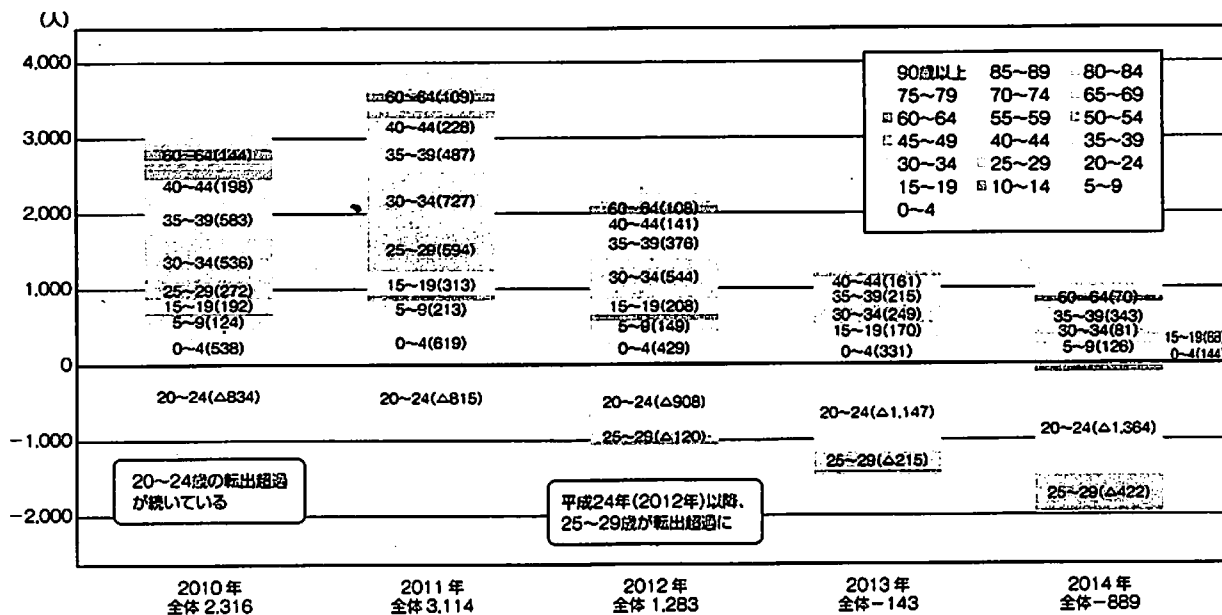 (人)
4,000
3,000
2,000
1,000
0
-1,000
-2,000
90歳以上 85~89 80~84
75~79 70~74 65~69
60~64 55~59 50~54
45~49 40~44 35~39
30~34 25~29 20~24
15~19 10~14 5~9
0~4
60~64(144)
40~44(198)
35~39(583)
30~34(536)
25~29(272)
15~19(192)
5~9(124)
0~4(538)
20~24(△834)
60~64(109)
40~44(228)
35~39(487)
30~34(727)
25~29(594)
15~19(313)
5~9(213)
0~4(619)
20~24(△815)
60~64(108)
40~44(141)
35~39(376)
30~34(544)
15~19(208)
5~9(149)
0~4(429)
20~24(△908)
25~29(△120)
40~44(161)
35~39(215)
30~34(249)
15~19(170)
0~4(331)
20~24(△1,147)
25~29(△215)
60~64(70)
35~39(343)
30~34(81)
5~9(126)
15~19(68)
0~4(144)
20~24(△1,364)
25~29(△422)
20~24歳の転出超過
が続いている
平成24年(2012年)以降、
25~29歳が転出超過に
2010年
全体 2,316
2011年
全体 3,114
2012年
全体 1,283
2013年
全体-143
2014年
全体-889